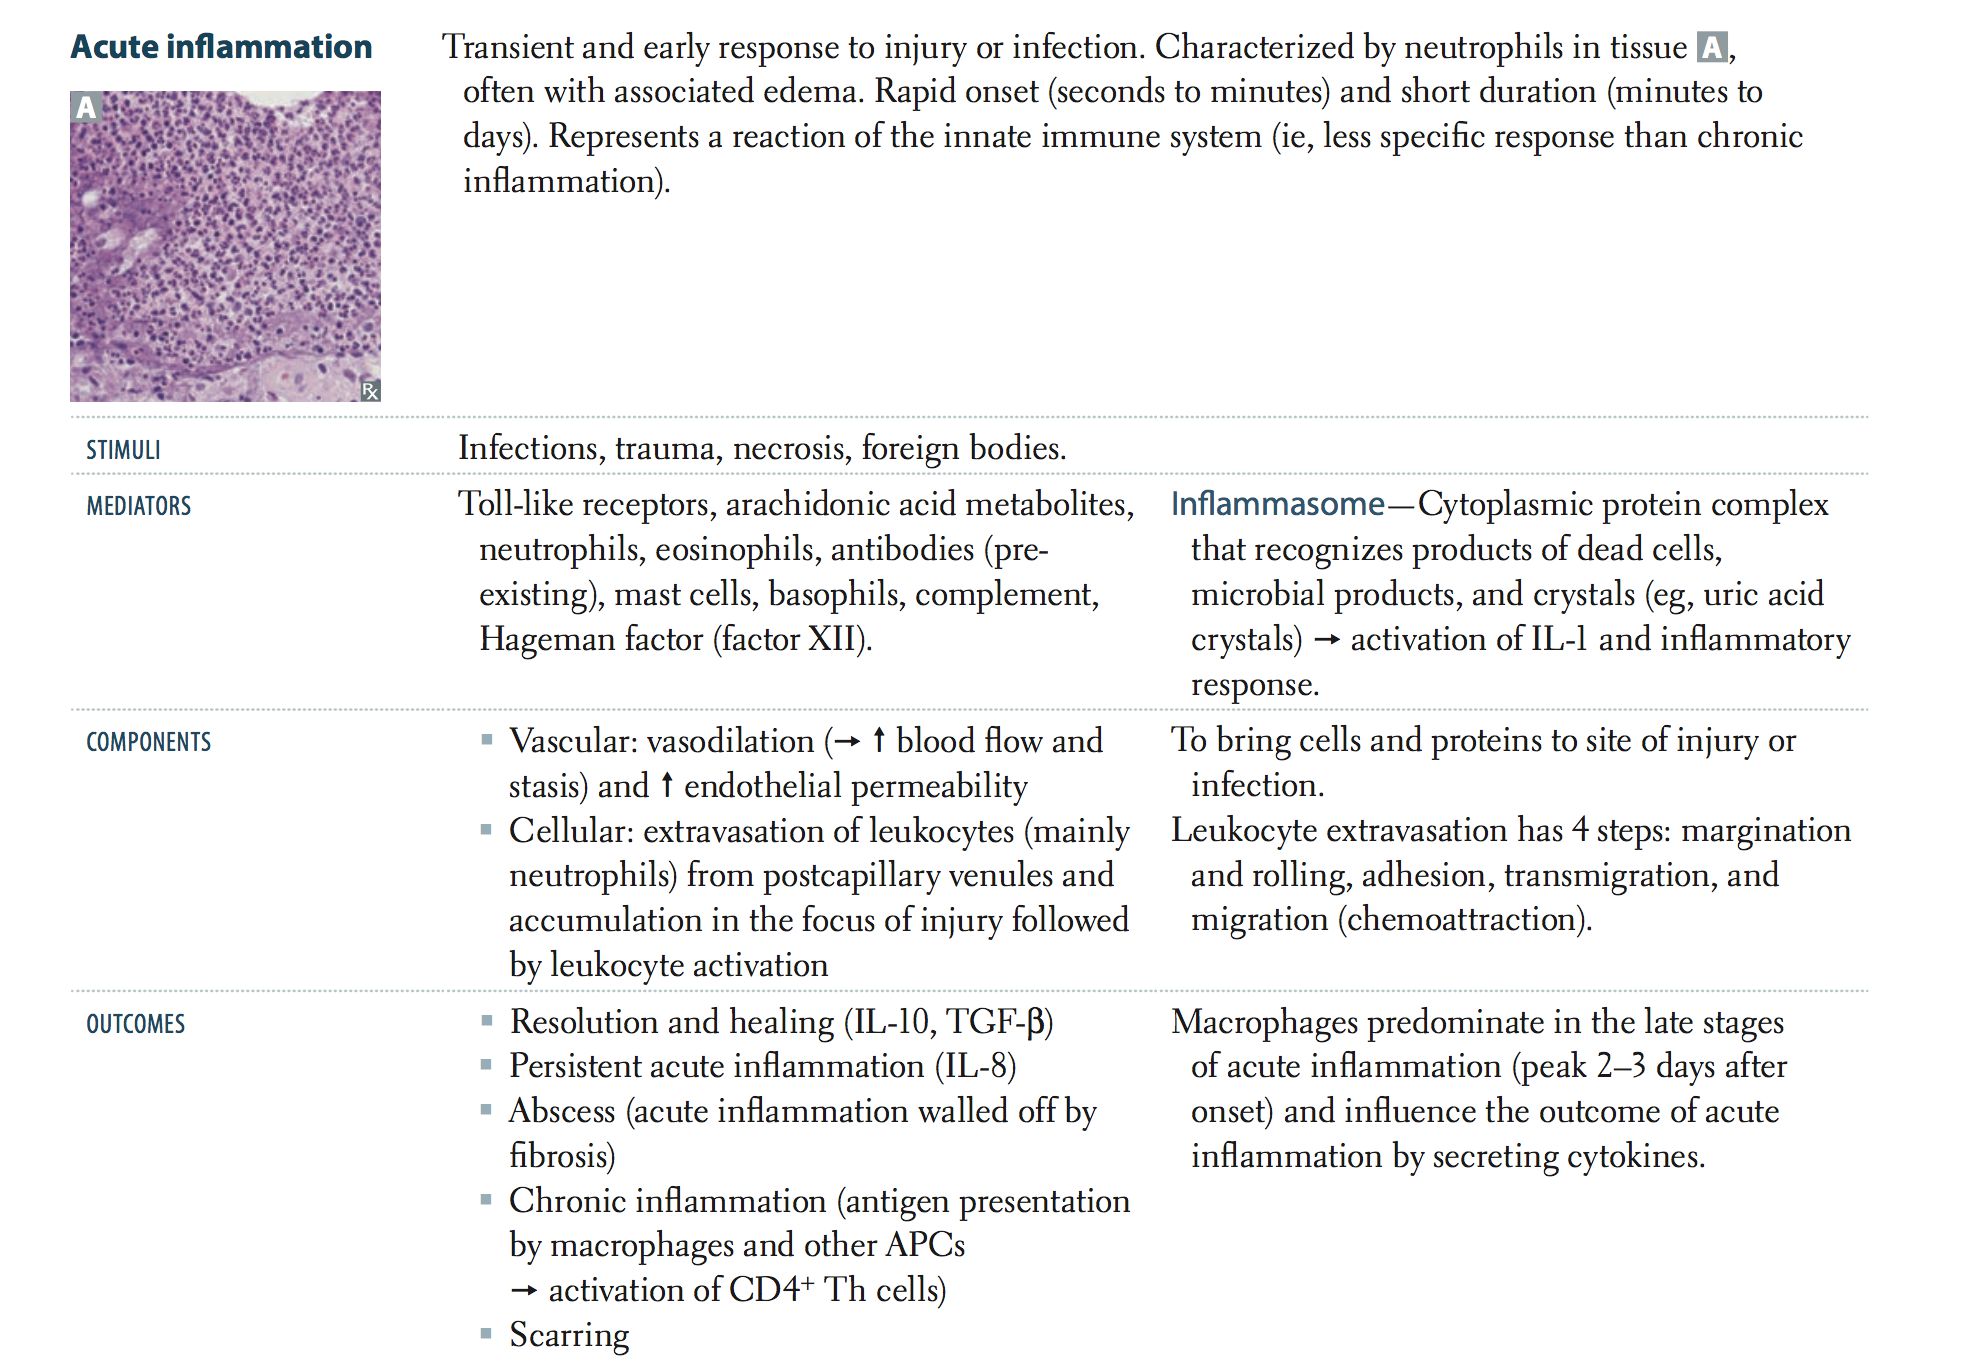 Acute inflammation
Transient and early response to injury or infection. Characterized by neutrophils in tissue A,
often with associated edema. Rapid onset (seconds to minutes) and short duration (minutes to
days). Represents a reaction of the innate immune system (ie, less specific response than chronic
inflammation).
A
Rx
STIMULI
Infections, trauma, necrosis, foreign bodies.
MEDIATORS
Toll-like receptors, arachidonic acid metabolites,
neutrophils, eosinophils, antibodies (pre-
existing), mast cells, basophils, complement,
Hageman factor (factor XII).
Inflammasome—Cytoplasmic protein complex
that recognizes products of dead cells,
microbial products, and crystals (eg, uric acid
crystals) → activation of IL-1 and inflammatory
response.
COMPONENTS
▪ Vascular: vasodilation (→ ↑ blood flow and
stasis) and ↑ endothelial permeability
▪ Cellular: extravasation of leukocytes (mainly
neutrophils) from postcapillary venules and
accumulation in the focus of injury followed
by leukocyte activation
To bring cells and proteins to site of injury or
infection.
Leukocyte extravasation has 4 steps: margination
and rolling, adhesion, transmigration, and
migration (chemoattraction).
OUTCOMES
▪ Resolution and healing (IL-10, TGF-β)
▪ Persistent acute inflammation (IL-8)
▪ Abscess (acute inflammation walled off by
fibrosis)
▪ Chronic inflammation (antigen presentation
by macrophages and other APCs
→ activation of CD4⁺ Th cells)
▪ Scarring
Macrophages predominate in the late stages
of acute inflammation (peak 2–3 days after
onset) and influence the outcome of acute
inflammation by secreting cytokines.